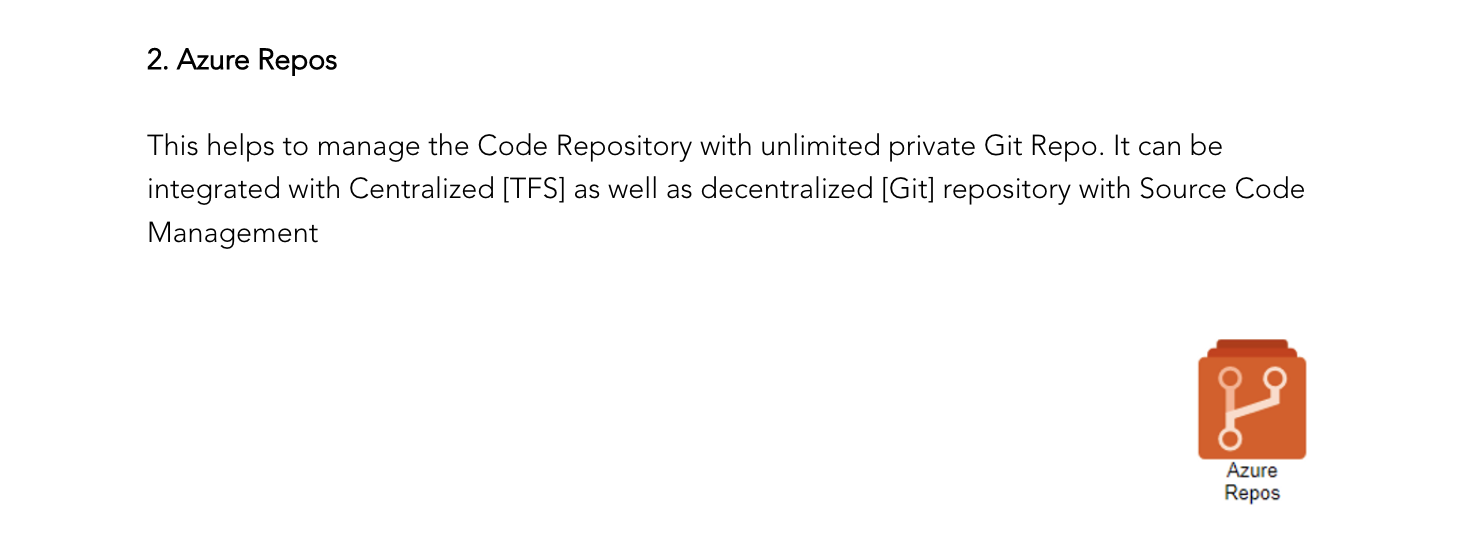 2. Azure Repos
This helps to manage the Code Repository with unlimited private Git Repo. It can be
integrated with Centralized [TFS] as well as decentralized [Git] repository with Source Code
Management
Azure
Repos